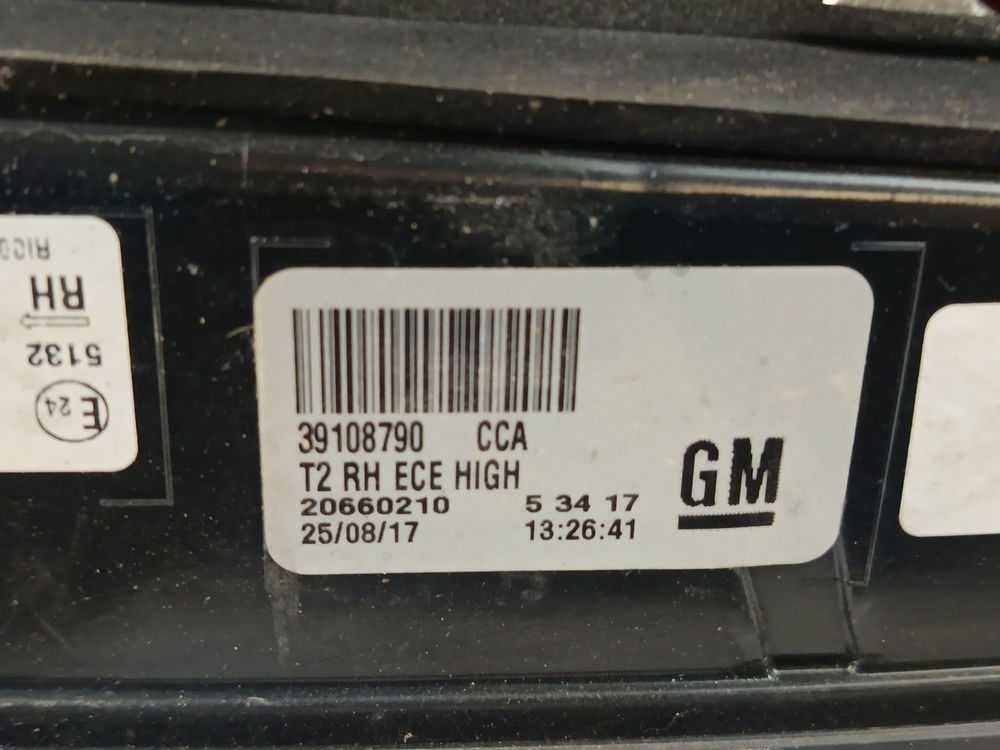 39108790 CCA
T2 RH ECE HIGH
20660210 5 34 17
25/08/17 13:26:41
GM
E 24
5132
RH